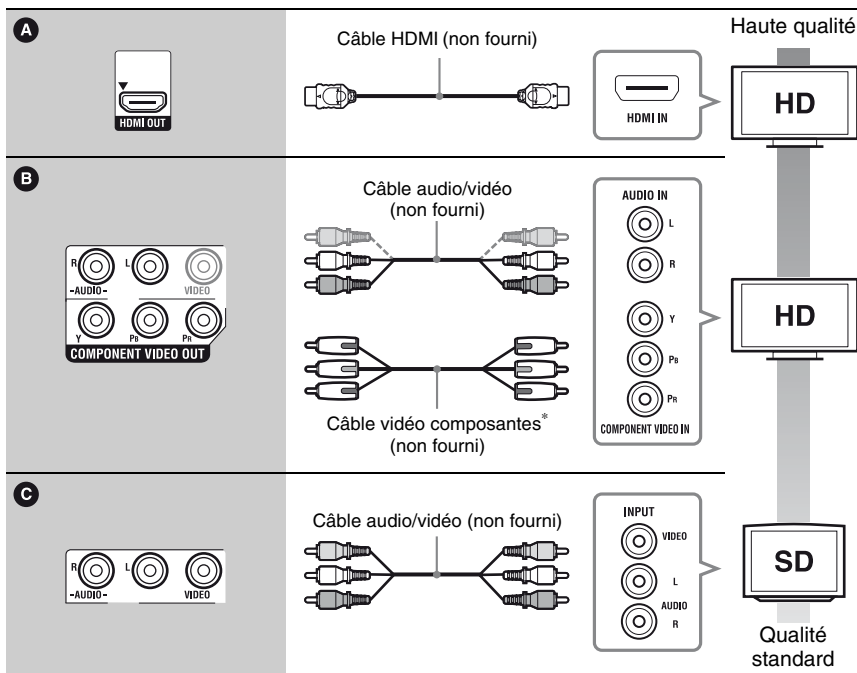 A
Câble HDMI (non fourni)
Haute qualité
HDMI OUT
HDMI IN
HD
B
Câble audio/vidéo
(non fourni)
R
L
-AUDIO-
VIDEO
Y
PB
PR
COMPONENT VIDEO OUT
AUDIO IN
L
R
Y
PB
PR
COMPONENT VIDEO IN
HD
Câble vidéo composantes*
(non fourni)
C
Câble audio/vidéo (non fourni)
R
L
-AUDIO-
VIDEO
INPUT
VIDEO
L
AUDIO
R
SD
Qualité
standard